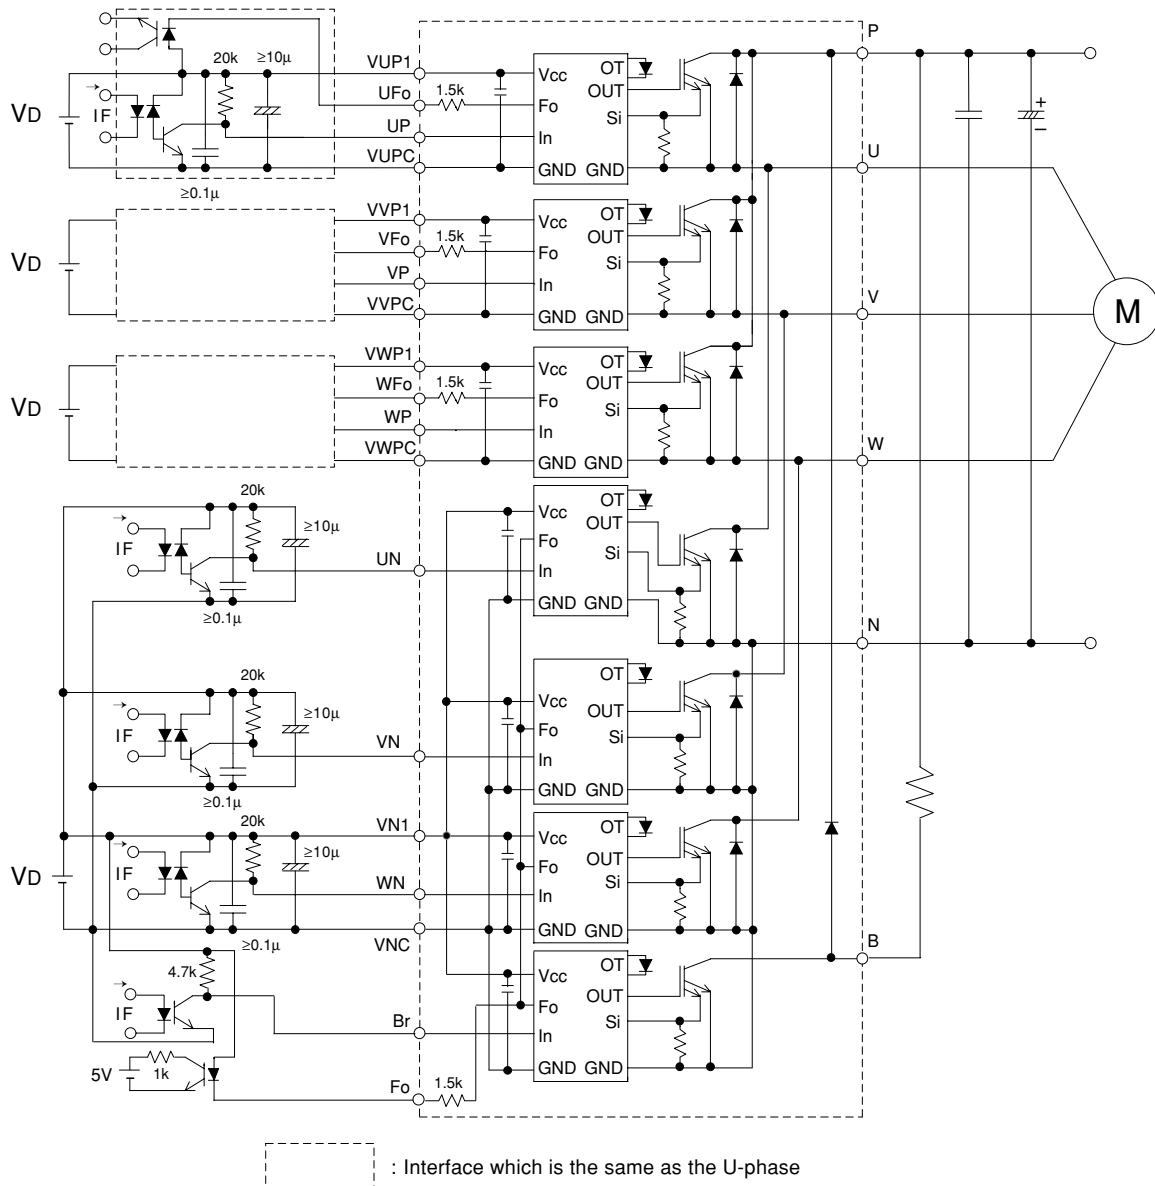 P
20k
≥10µ
VUP1
Vcc
OT
UFo
1.5k
OUT
VD
IF
Fo
Si
UP
In
U
VUPC
GND GND
≥0.1µ
VVP1
Vcc
OT
VFo
1.5k
OUT
VD
Fo
Si
VP
In
V
VVPC
GND GND
M
VWP1
Vcc
OT
WFo
1.5k
OUT
VD
Fo
Si
WP
In
W
VWPC
GND GND
20k
≥10µ
Vcc
OT
OUT
IF
Fo
Si
UN
In
≥0.1µ
GND GND
N
20k
≥10µ
Vcc
OT
OUT
IF
Fo
Si
VN
In
≥0.1µ
GND GND
20k
≥10µ
VN1
Vcc
OT
OUT
VD
IF
Fo
Si
WN
In
≥0.1µ
VNC
GND GND
B
4.7k
Vcc
OT
OUT
IF
Fo
Si
Br
In
5V
1k
GND GND
Fo
1.5k
+
–
: Interface which is the same as the U-phase